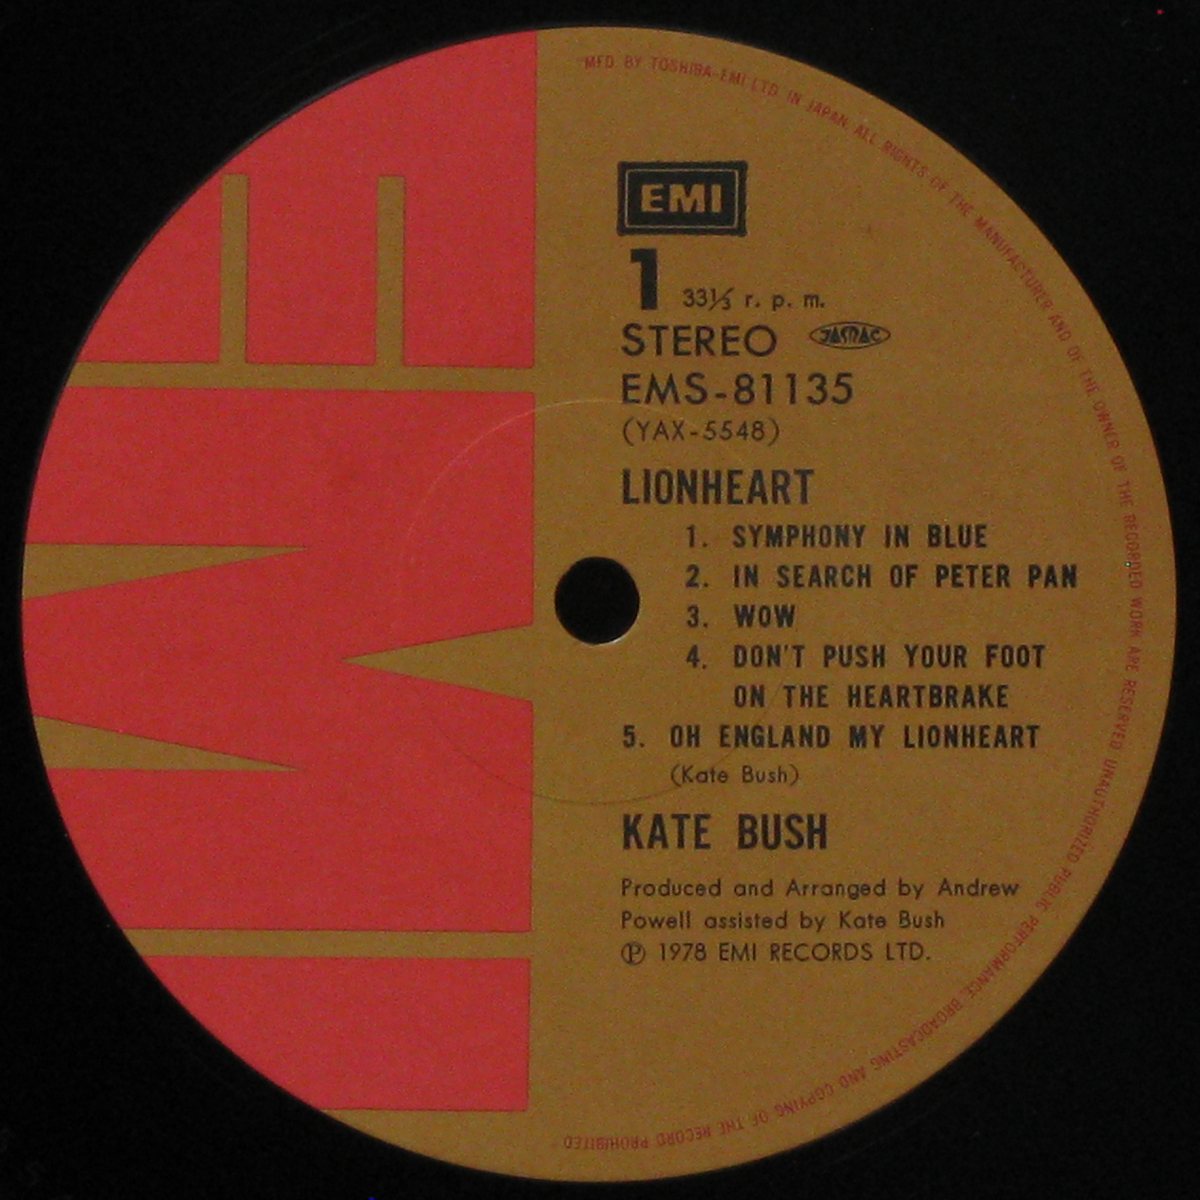 MFD BY TOSHIBA-EMI LTD IN JAPAN. ALL RIGHTS OF THE MANUFACTURER AND OF THE OWNER OF THE RECORDED WORK ARE RESERVED UNAUTHORIZED PUBLIC PERFORMANCE, BROADCASTING AND COPYING OF THE RECORD PROHIBITED
EMI
EMI
1 33⅓ r. p. m.
STEREO JASRAC
EMS-81135
(YAX-5548)
LIONHEART
1. SYMPHONY IN BLUE
2. IN SEARCH OF PETER PAN
3. WOW
4. DON'T PUSH YOUR FOOT
ON THE HEARTBRAKE
5. OH ENGLAND MY LIONHEART
(Kate Bush)
KATE BUSH
Produced and Arranged by Andrew
Powell assisted by Kate Bush
℗ 1978 EMI RECORDS LTD.